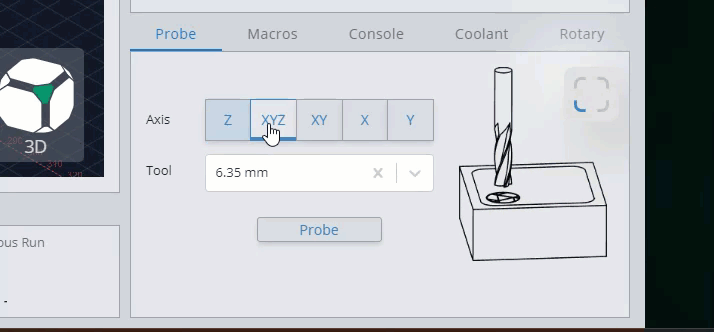 Probe Macros Console Coolant Rotary
Axis Z XYZ XY X Y
3D
Tool 6.35 mm
Probe
ous Run
-